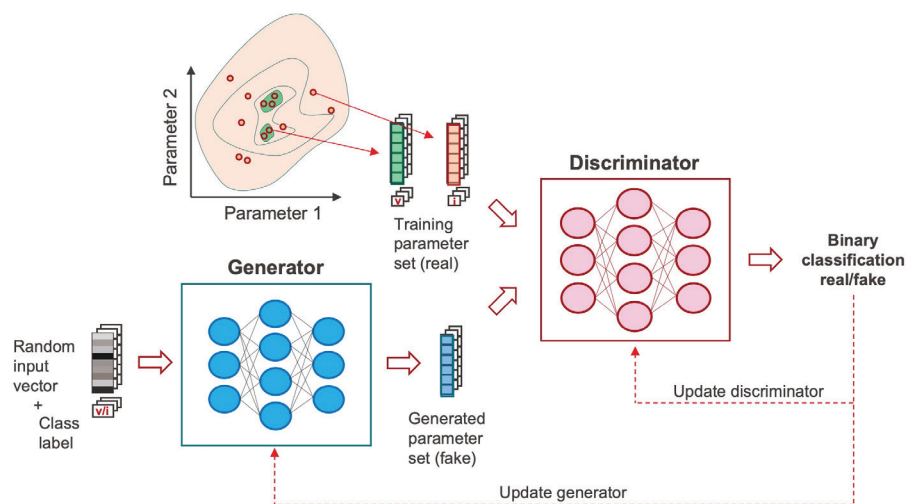 Parameter 2
Parameter 1
v
i
Training
parameter
set (real)
Discriminator
Binary
classification
real/fake
Generator
Random
input
vector
+
Class
label
v/i
Generated
parameter
set (fake)
Update discriminator
Update generator